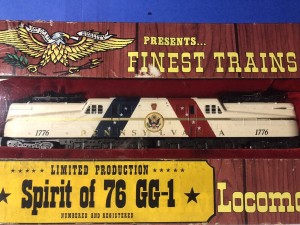 PRESENTS...
FINEST TRAINS
1776
PENNSYLVANIA
1776
LIMITED PRODUCTION
Spirit of 76 GG-1
NUMBERED AND REGISTERED
Locomo